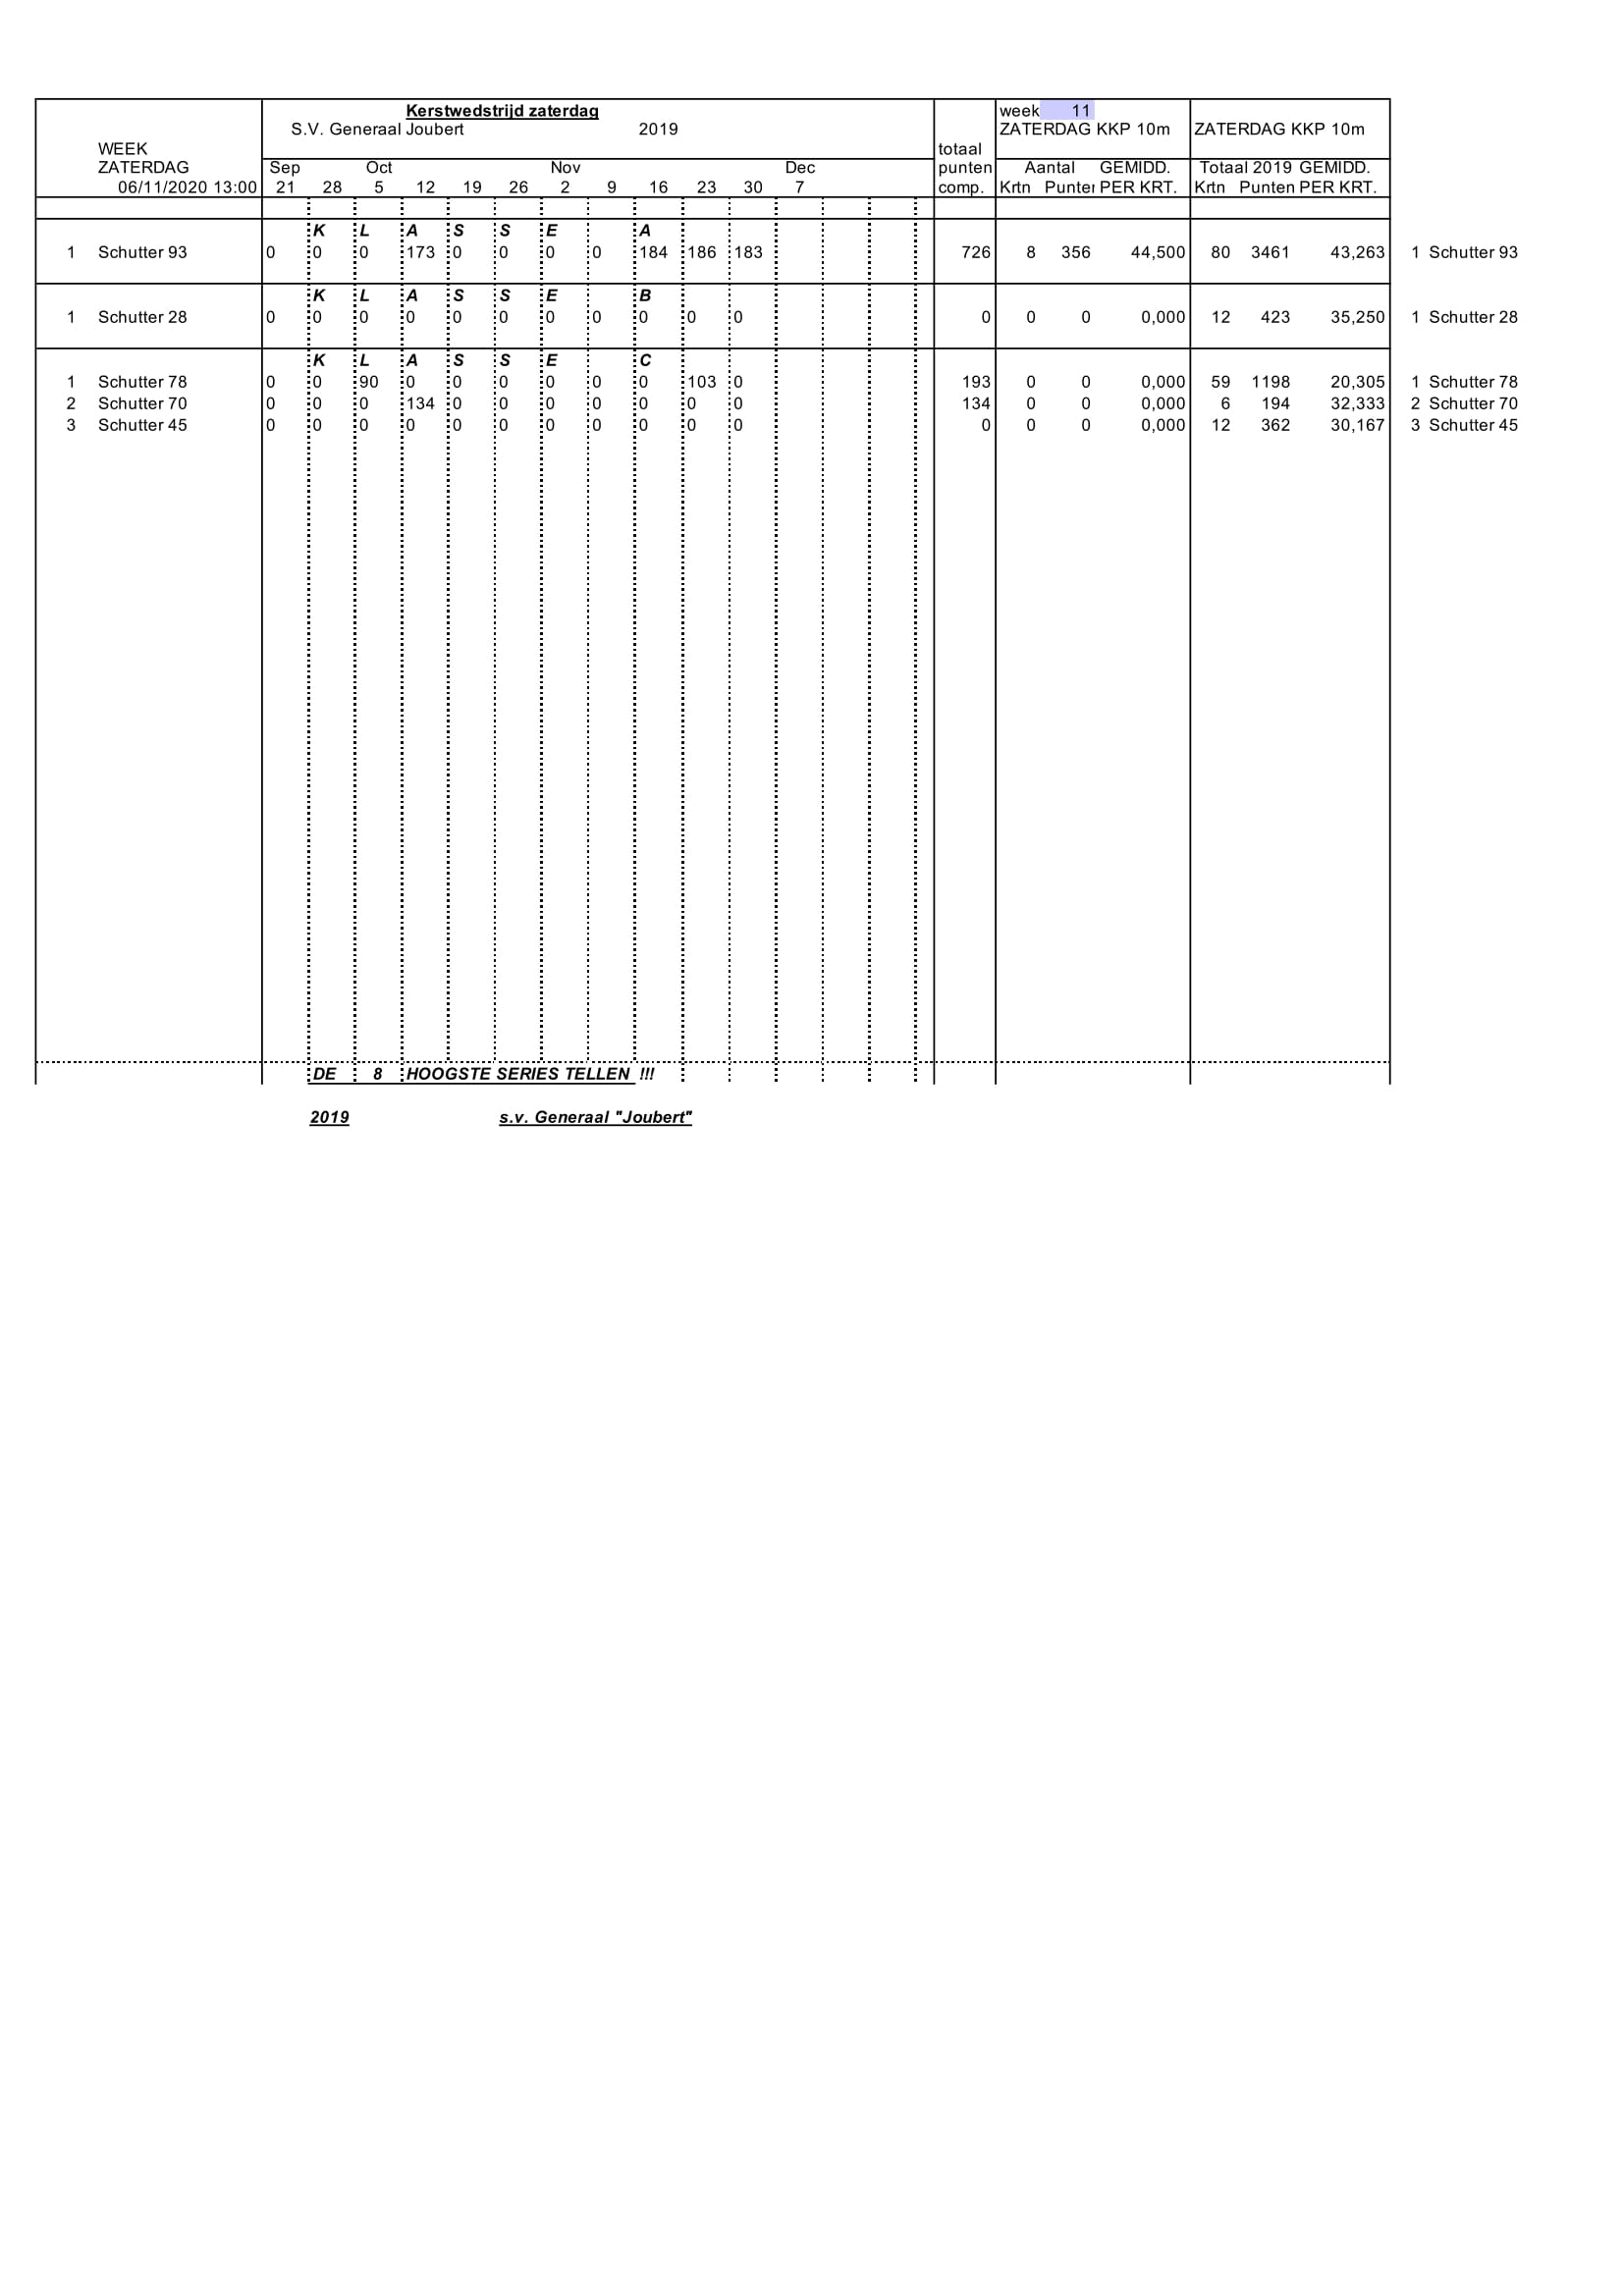 Kerstwedstrijd zaterdag week 11
S.V. Generaal Joubert 2019 ZATERDAG KKP 10m ZATERDAG KKP 10m
WEEK totaal
ZATERDAG Sep Oct Nov Dec punten Aantal GEMIDD. Totaal 2019 GEMIDD.
06/11/2020 13:00 21 28 5 12 19 26 2 9 16 23 30 7 comp. Krtn Punter PER KRT. Krtn Punten PER KRT.
K L A S S E A
1 Schutter 93 0 0 0 173 0 0 0 0 184 186 183 726 8 356 44,500 80 3461 43,263 1 Schutter 93
K L A S S E B
1 Schutter 28 0 0 0 0 0 0 0 0 0 0 0 0 0 0 0,000 12 423 35,250 1 Schutter 28
K L A S S E C
1 Schutter 78 0 0 90 0 0 0 0 0 0 103 0 193 0 0 0,000 59 1198 20,305 1 Schutter 78
2 Schutter 70 0 0 0 134 0 0 0 0 0 0 0 134 0 0 0,000 6 194 32,333 2 Schutter 70
3 Schutter 45 0 0 0 0 0 0 0 0 0 0 0 0 0 0 0,000 12 362 30,167 3 Schutter 45
DE 8 HOOGSTE SERIES TELLEN !!!
2019 s.v. Generaal "Joubert"